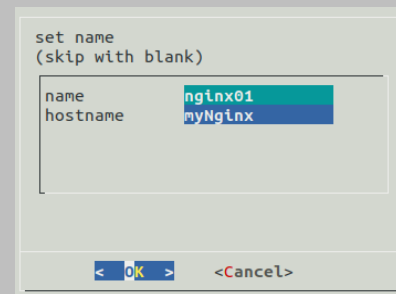 set name
(skip with blank)
name nginx01
hostname myNginx
< OK > <Cancel>